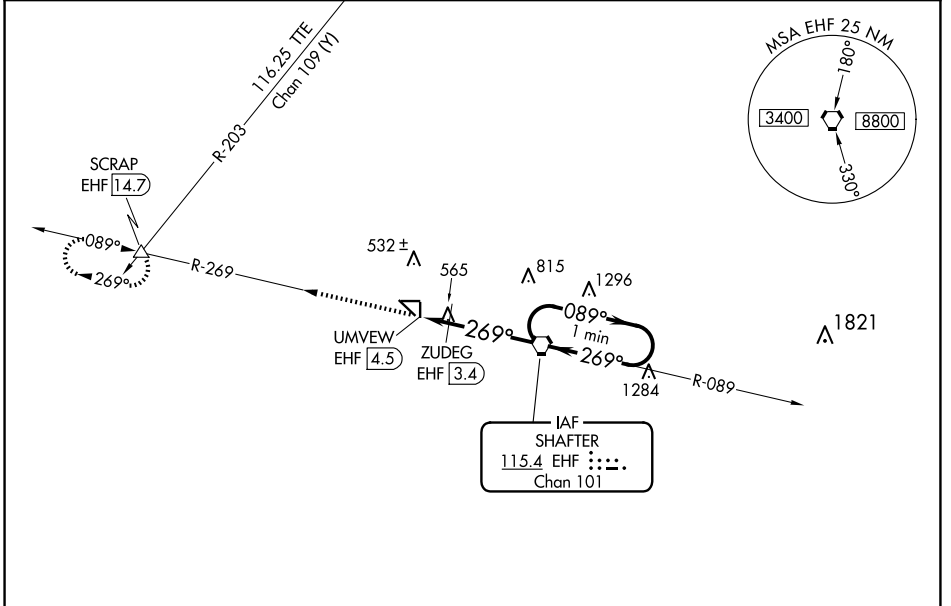 116.25 TTE
Chan 109 (Y)
R-203
MSA EHF 25 NM
180°
3400
8800
330°
SCRAP
EHF 14.7
089°
269°
R-269
532 ±
565
815
1296
089°
1 min
269°
269°
1821
UMVEW
EHF 4.5
ZUDEG
EHF 3.4
1284
R-089
IAF
SHAFTER
115.4 EHF
Chan 101